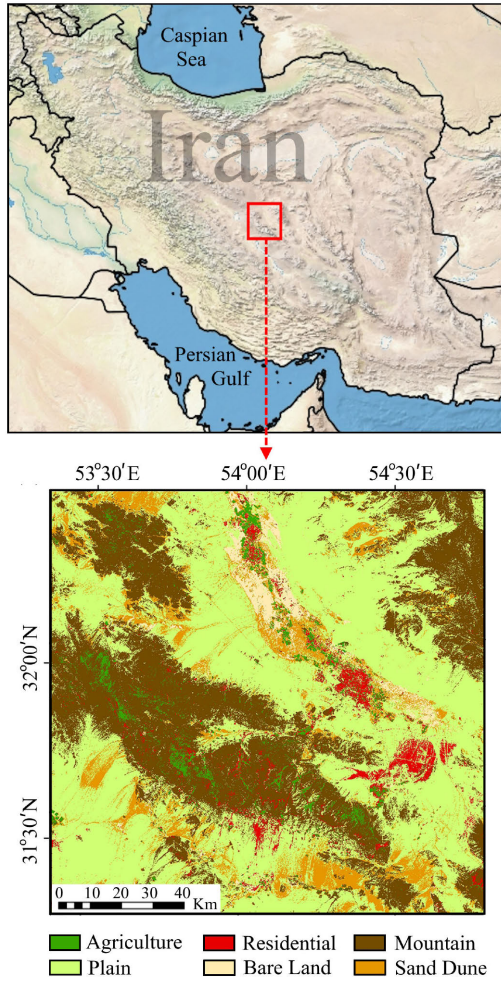 Caspian
Sea
Iran
Persian
Gulf
53°30′E 54°00′E 54°30′E
32°00′N
31°30′N
0 10 20 30 40
Km
Agriculture Residential Mountain
Plain Bare Land Sand Dune